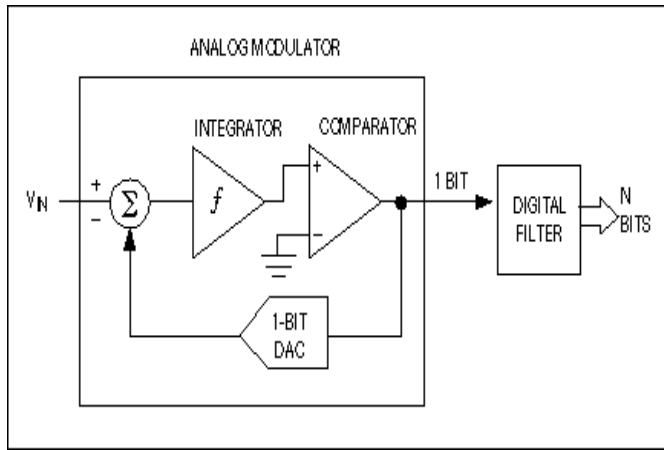 ANALOG MODULATOR
INTEGRATOR
COMPARATOR
VIN
+
−
Σ
∫
+
−
1 BIT
DIGITAL
FILTER
N
BITS
1-BIT
DAC